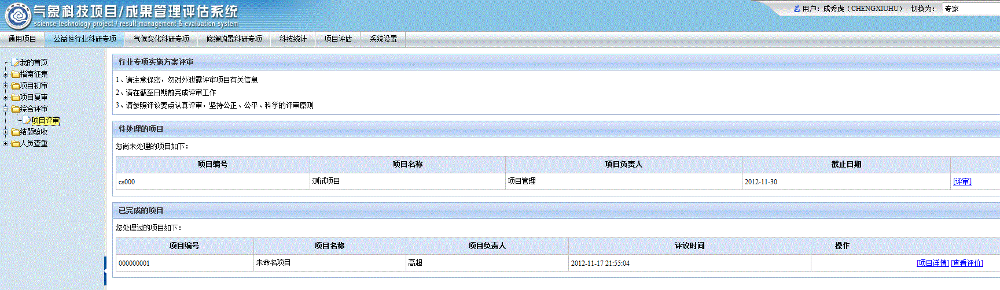 气象科技项目/成果管理评估系统
science technology project / result management & evaluation system
用户：成秀虎（CHENGXIUHU） 切换为： 专家
通用项目 公益性行业科研专项 气候变化科研专项 修缮购置科研专项 科技统计 项目评估 系统设置
我的首页
指南征集
项目初审
项目复审
综合评审
项目评审
结题验收
人员查重
行业专项实施方案评审
1、请注意保密，勿对外泄露评审项目有关信息
2、请在截至日期前完成评审工作
3、请参照评议要点认真评审，坚持公正、公平、科学的评审原则
待处理的项目
您尚未处理的项目如下：
项目编号 项目名称 项目负责人 截止日期
cs000 测试项目 项目管理 2012-11-30 [评审]
已完成的项目
您处理过的项目如下：
项目编号 项目名称 项目负责人 评议时间 操作
000000001 未命名项目 高超 2012-11-17 21:55:04 [项目详情] [查看评价]